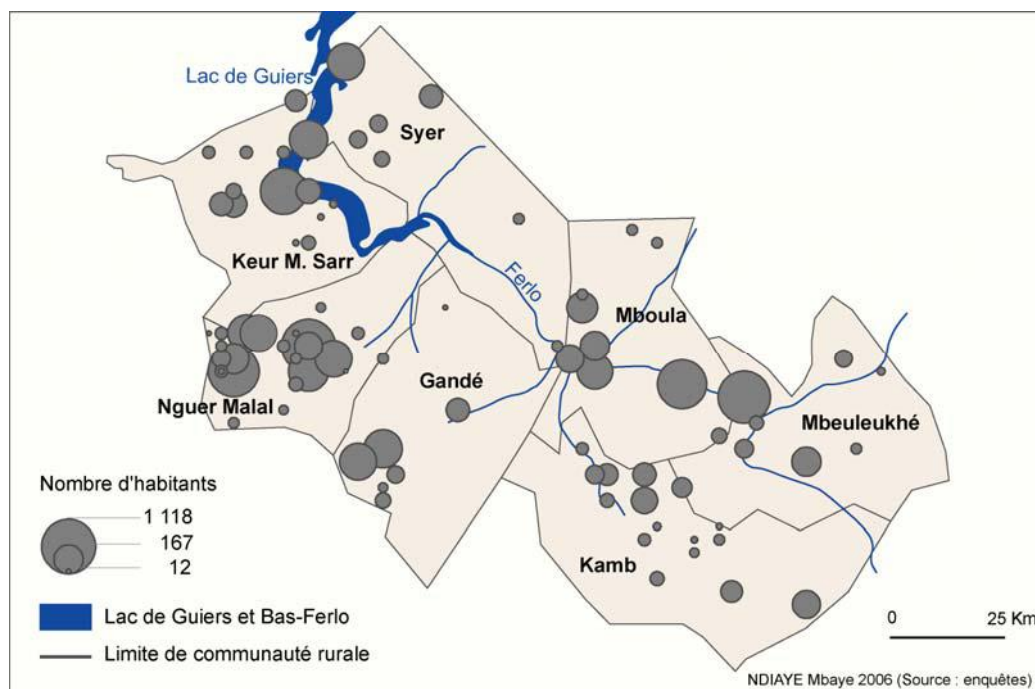 Lac de Guiers
Syer
Keur M. Sarr
Ferlo
Mboula
Gandé
Nguer Malal
Mbeuleukhé
Kamb
Nombre d'habitants
1 118
167
12
Lac de Guiers et Bas-Ferlo
Limite de communauté rurale
0 25 Km
NDIAYE Mbaye 2006 (Source : enquêtes)